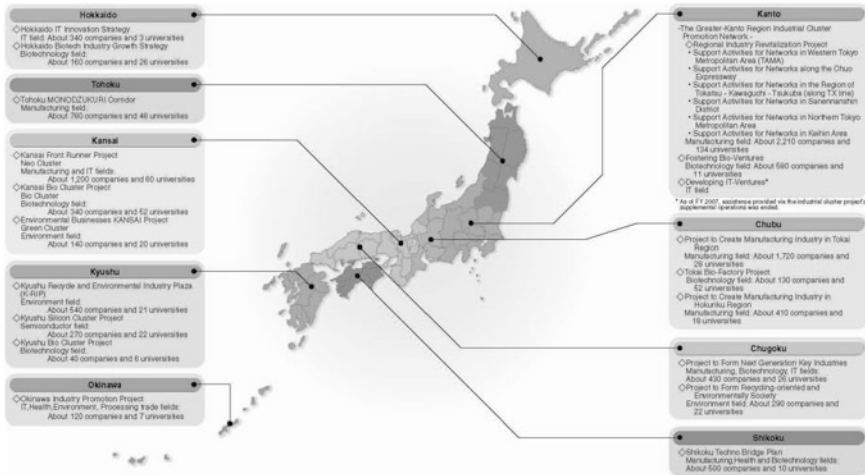 Hokkaido
◇Hokkaido IT Innovation Strategy
IT field: About 340 companies and 3 universities
◇Hokkaido Biotech Industry Growth Strategy
Biotechnology field:
About 160 companies and 26 universities
Tohoku
◇Tohoku MONODZUKURI Corridor
Manufacturing field:
About 760 companies and 48 universities
Kansai
◇Kansai Front Runner Project
Neo Cluster
Manufacturing and IT fields:
About 1,200 companies and 60 universities
◇Kansai Bio Cluster Project
Bio Cluster
Biotechnology field:
About 340 companies and 52 universities
◇Environmental Businesses KANSAI Project
Green Cluster
Environment field:
About 140 companies and 20 universities
Kyushu
◇Kyushu Recycle and Environmental Industry Plaza
(K-RIP)
Environment field:
About 540 companies and 21 universities
◇Kyushu Silicon Cluster Project
Semiconductor field:
About 270 companies and 22 universities
◇Kyushu Bio Cluster Project
Biotechnology field:
About 40 companies and 6 universities
Okinawa
◇Okinawa Industry Promotion Project
IT,Health,Environment, Processing trade fields:
About 120 companies and 7 universities
Kanto
-The Greater-Kanto Region Industrial Cluster
Promotion Network -
◇Regional Industry Revitalization Project
• Support Activities for Networks in Western Tokyo
Metropolitan Area (TAMA)
• Support Activities for Networks along the Chuo
Expressway
• Support Activities for Networks in the Region of
Tokatsu - Kawaguchi - Tsukuba (along TX line)
• Support Activities for Networks in Sanennanshin
District
• Support Activities for Networks in Northern Tokyo
Metropolitan Area
• Support Activities for Networks in Keihin Area
Manufacturing field: About 2,210 companies and
134 universities
◇Fostering Bio-Ventures
Biotechnology field: About companies and
11 universities
◇Developing IT-Ventures*
IT field
* As of FY 2007, assistance provided via the industrial cluster project's
supplemental operations was ended.
Chubu
◇Project to Create Manufacturing Industry in Tokai
Region
Manufacturing field: About 1,720 companies and
28 universities
◇Tokai Bio-Factory Project
Biotechnology field: About 130 companies and
52 universities
◇Project to Create Manufacturing Industry in
Hokuriku Region
Manufacturing field: About 410 companies and
18 universities
Chugoku
◇Project to Form Next Generation Key Industries
Manufacturing, Biotechnology, IT fields:
About 430 companies and 26 universities
◇Project to Form Recycling-oriented and
Environmentally Society
Environment field: About 290 companies and
22 universities
Shikoku
◇Shikoku Techno Bridge Plan
Manufacturing,Health and Biotechnology fields:
About 500 companies and 10 universities